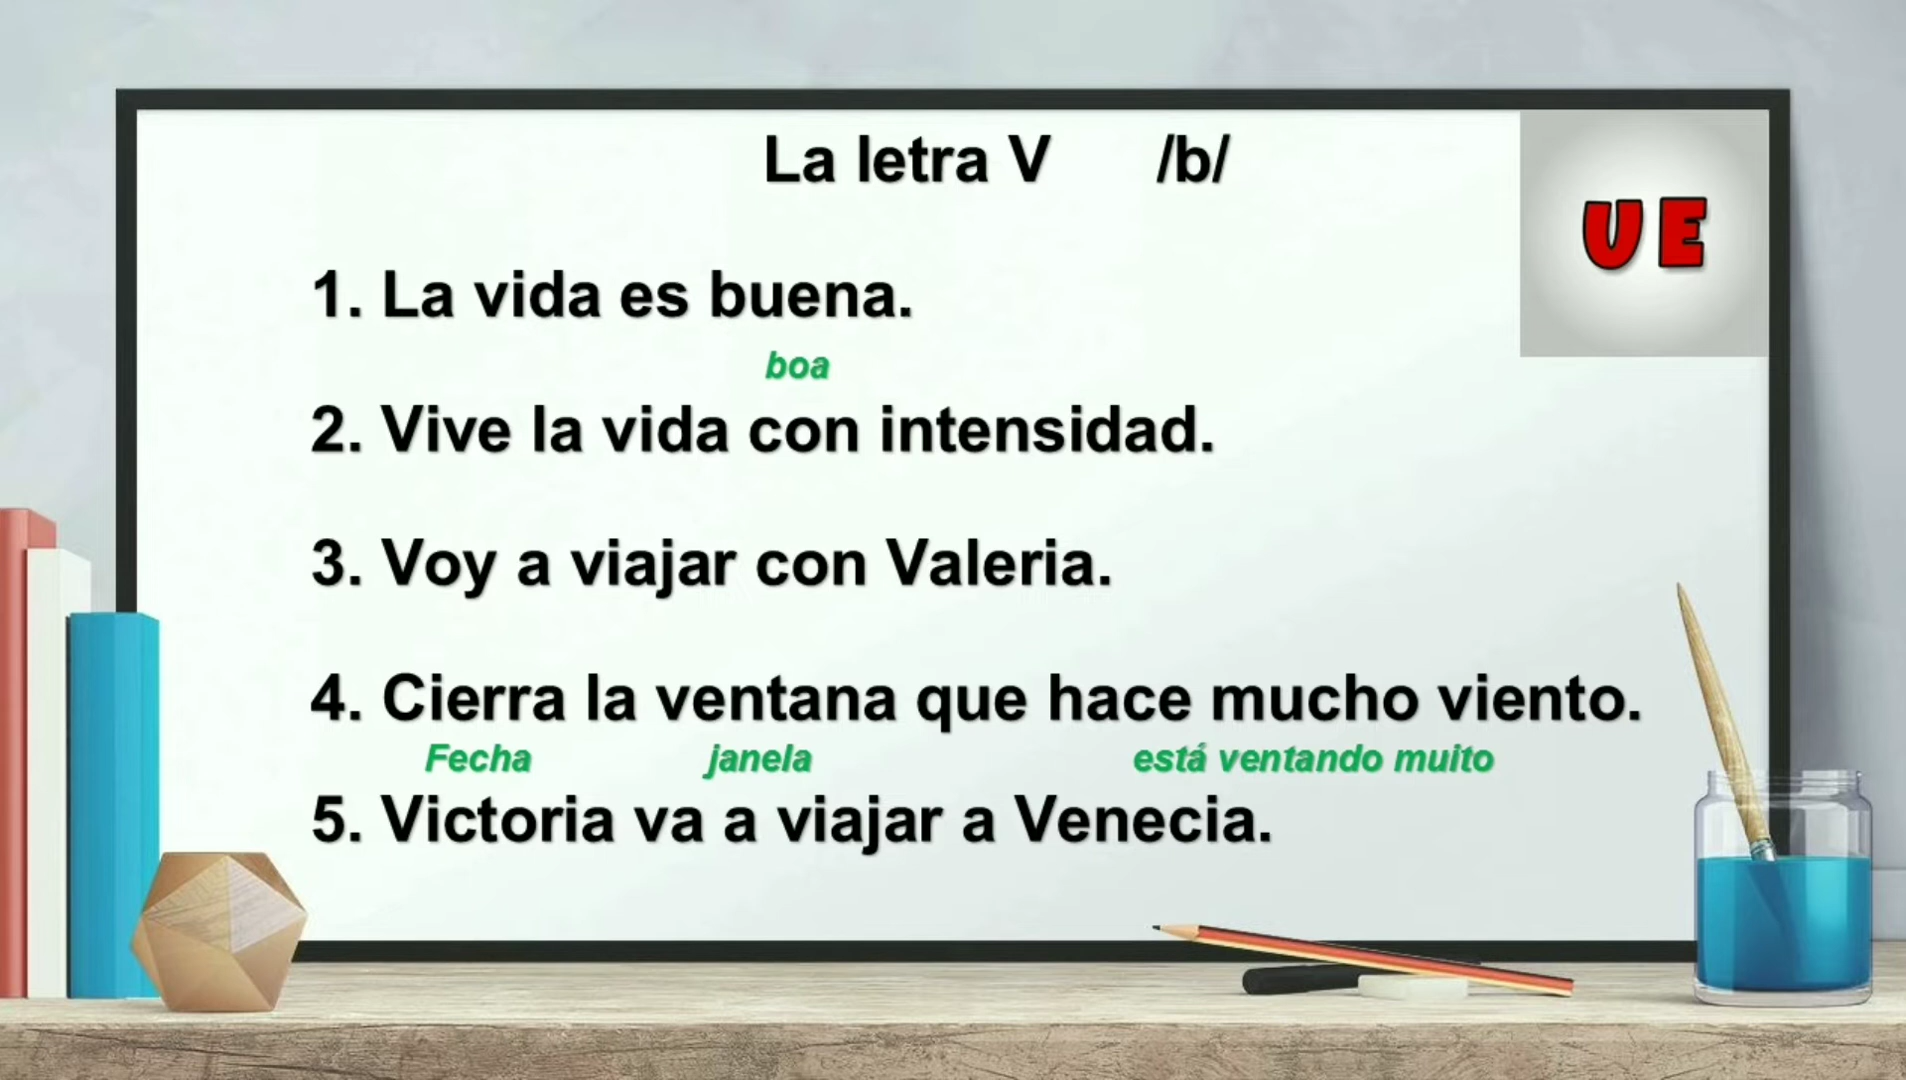 La letra V /b/
UE
1. La vida es buena.
boa
2. Vive la vida con intensidad.
3. Voy a viajar con Valeria.
4. Cierra la ventana que hace mucho viento.
Fecha janela está ventando muito
5. Victoria va a viajar a Venecia.